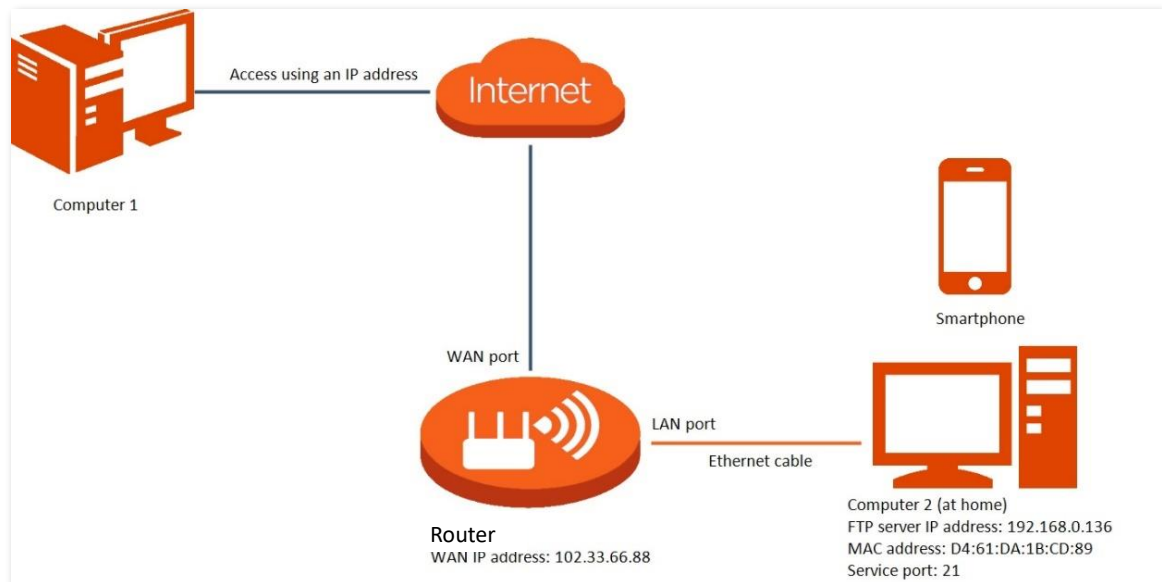 Access using an IP address
Internet
Computer 1
Smartphone
WAN port
LAN port
Ethernet cable
Router
WAN IP address: 102.33.66.88
Computer 2 (at home)
FTP server IP address: 192.168.0.136
MAC address: D4:61:DA:1B:CD:89
Service port: 21